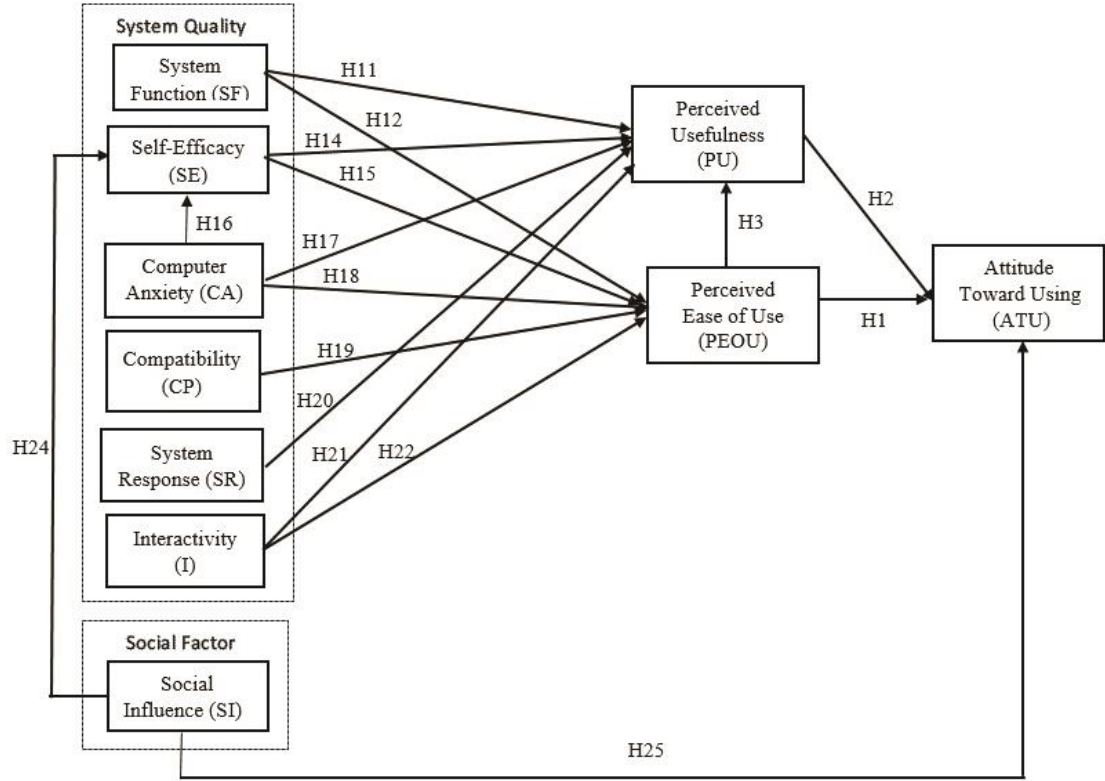 System Quality
System
Function (SF)
Self-Efficacy
(SE)
H16
Computer
Anxiety (CA)
Compatibility
(CP)
System
Response (SR)
Interactivity
(I)
H24
Social Factor
Social
Influence (SI)
H11
H12
H14
H15
H17
H18
H19
H20
H21
H22
Perceived
Usefulness
(PU)
H3
Perceived
Ease of Use
(PEOU)
H2
H1
Attitude
Toward Using
(ATU)
H25